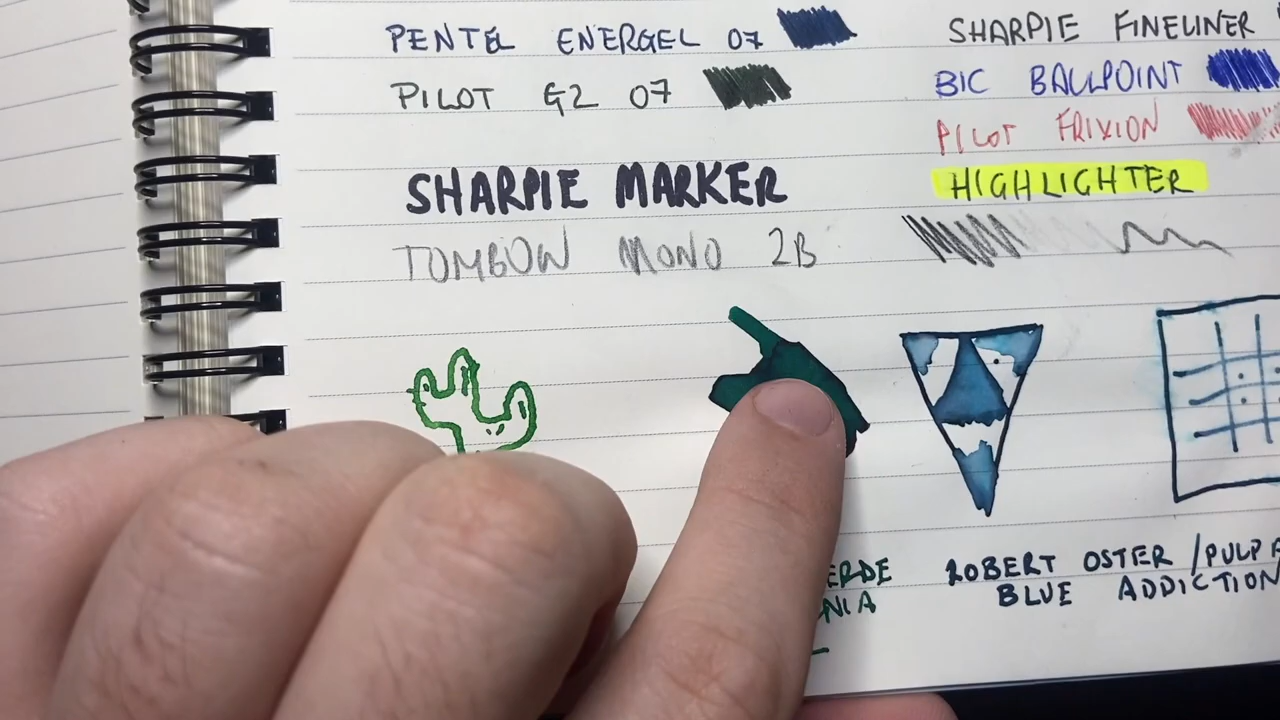 PENTEL ENERGEL 07
PILOT G2 07
SHARPIE MARKER
TOMBOW MONO 2B
SHARPIE FINELINER
BIC BALLPOINT
PILOT FRIXION
HIGHLIGHTER
ROBERT OSTER /PULP
BLUE ADDICTION